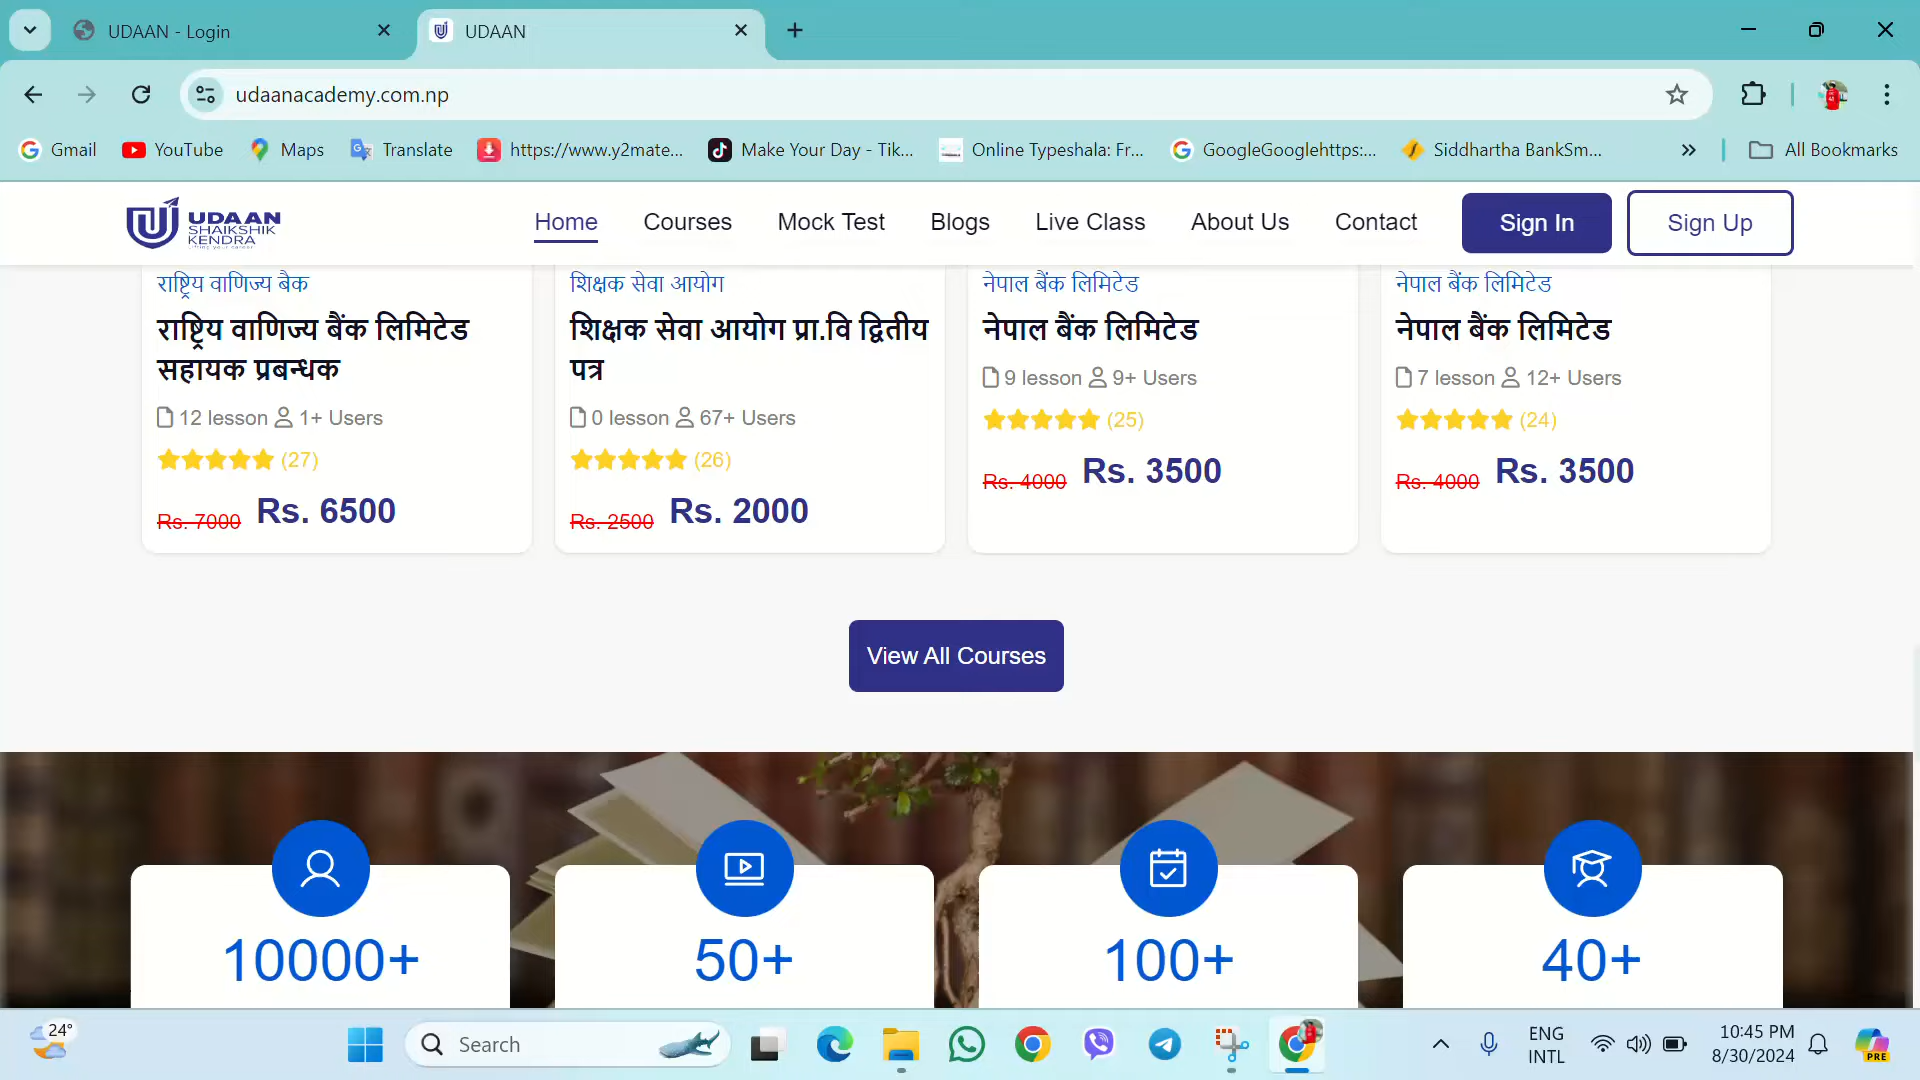 UDAAN - Login
UDAAN
udaanacademy.com.np
Gmail
YouTube
Maps
Translate
https://www.y2mate...
Make Your Day - Tik...
Online Typeshala: Fr...
GoogleGooglehttps:...
Siddhartha BankSm...
All Bookmarks
UDAAN
SHAIKSHIK
KENDRA
Home
Courses
Mock Test
Blogs
Live Class
About Us
Contact
Sign In
Sign Up
राष्ट्रिय वाणिज्य बैक
राष्ट्रिय वाणिज्य बैंक लिमिटेड
सहायक प्रबन्धक
12 lesson 1+ Users
(27)
Rs. 7000 Rs. 6500
शिक्षक सेवा आयोग
शिक्षक सेवा आयोग प्रा.वि द्वितीय
पत्र
0 lesson 67+ Users
(26)
Rs. 2500 Rs. 2000
नेपाल बैंक लिमिटेड
नेपाल बैंक लिमिटेड
9 lesson 9+ Users
(25)
Rs. 4000 Rs. 3500
नेपाल बैंक लिमिटेड
नेपाल बैंक लिमिटेड
7 lesson 12+ Users
(24)
Rs. 4000 Rs. 3500
View All Courses
10000+
50+
100+
40+
24°
Search
ENG
INTL
10:45 PM
8/30/2024
PRE